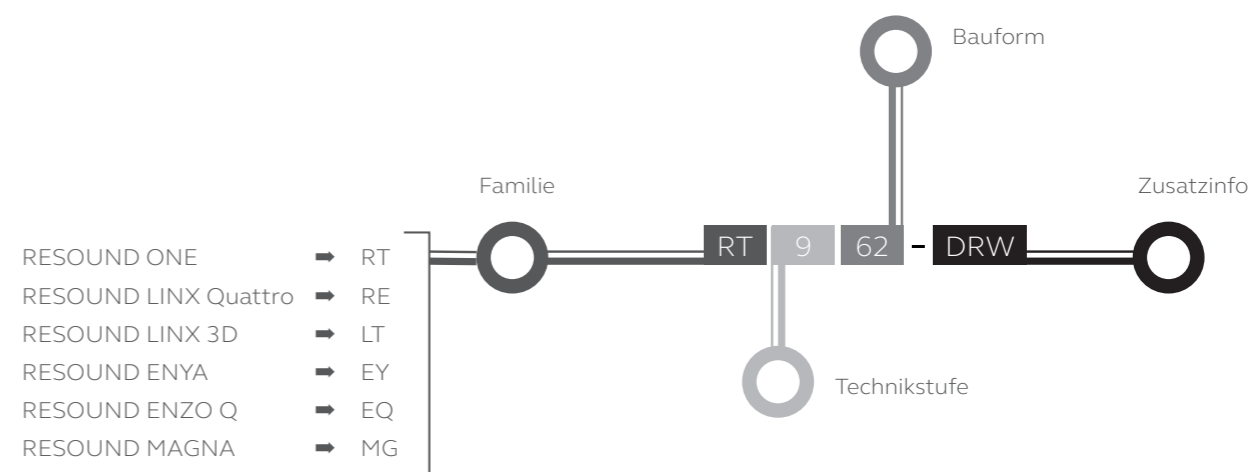 Bauform
Familie
Zusatzinfo
RT 9 62 - DRW
RESOUND ONE ➡ RT
RESOUND LINX Quattro ➡ RE
RESOUND LINX 3D ➡ LT
RESOUND ENYA ➡ EY
RESOUND ENZO Q ➡ EQ
RESOUND MAGNA ➡ MG
Technikstufe